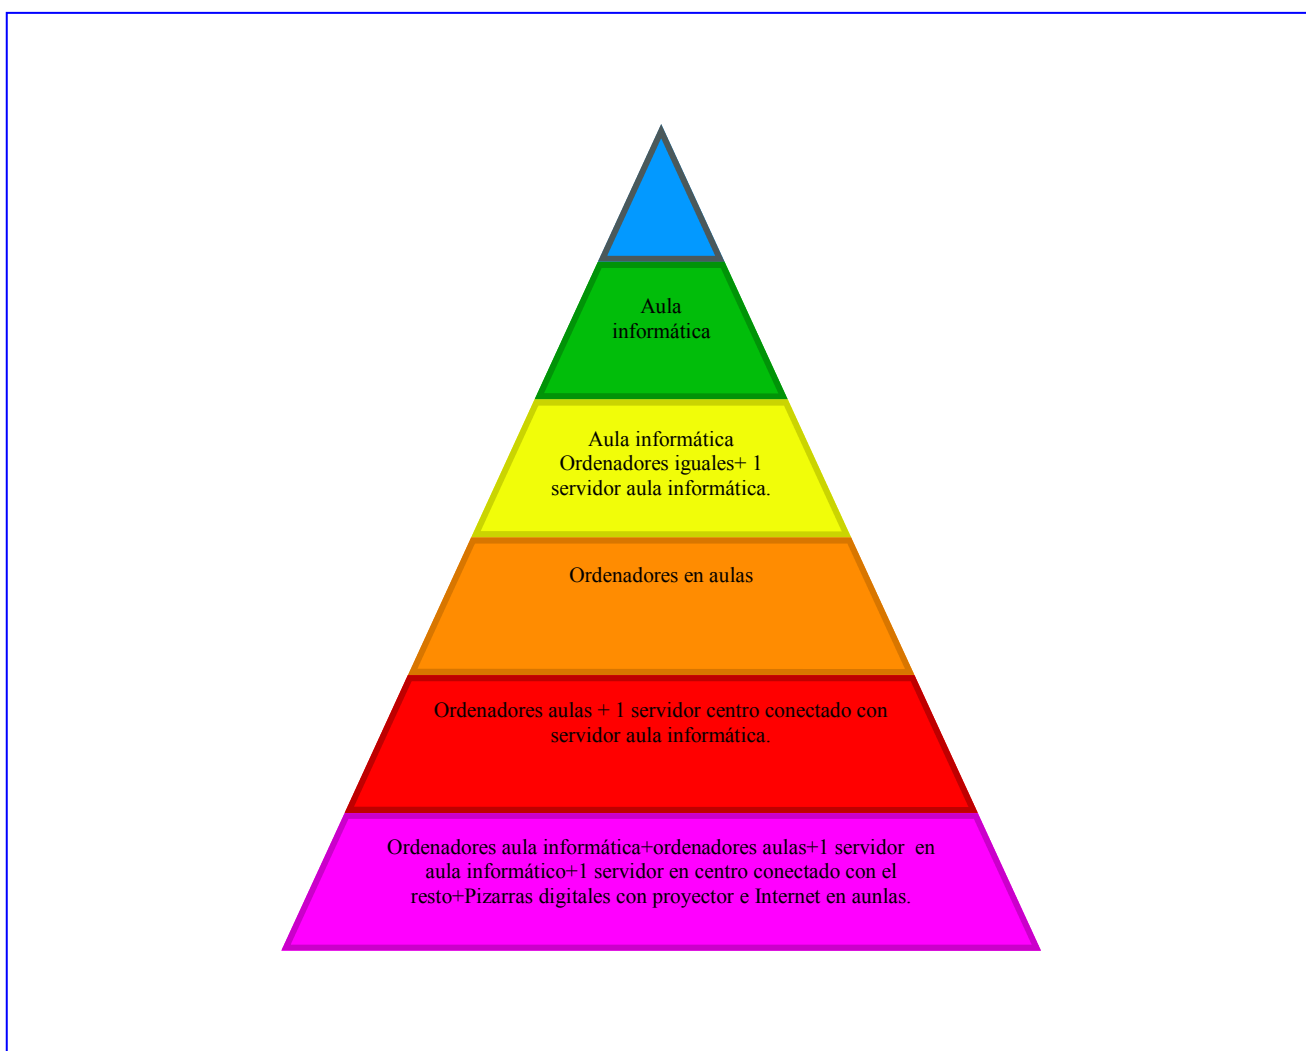 Aula
informática
Aula informática
Ordenadores iguales+ 1
servidor aula informática.
Ordenadores en aulas
Ordenadores aulas + 1 servidor centro conectado con
servidor aula informática.
Ordenadores aula informática+ordenadores aulas+1 servidor  en
aula informático+1 servidor en centro conectado con el
resto+Pizarras digitales con proyector e Internet en aunlas.